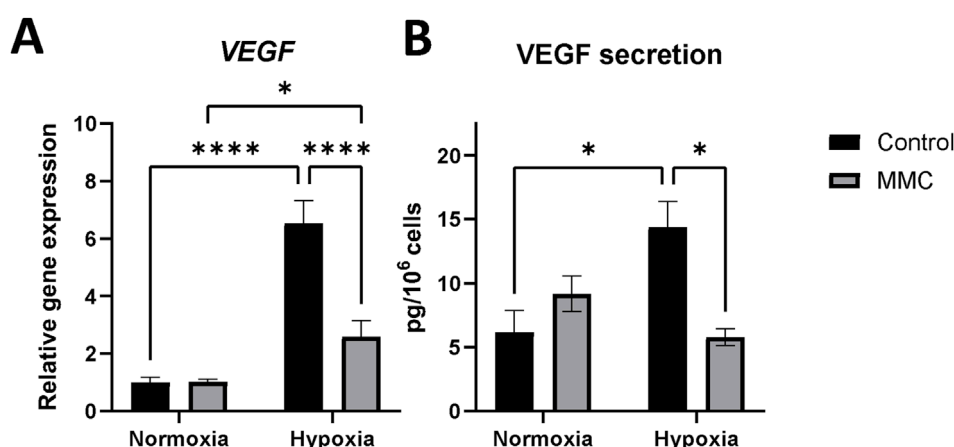 A
VEGF
*
**** ****
Relative gene expression
10
8
6
4
2
0
Normoxia Hypoxia
B
VEGF secretion
* *
pg/10⁶ cells
20
15
10
5
0
Normoxia Hypoxia
Control
MMC